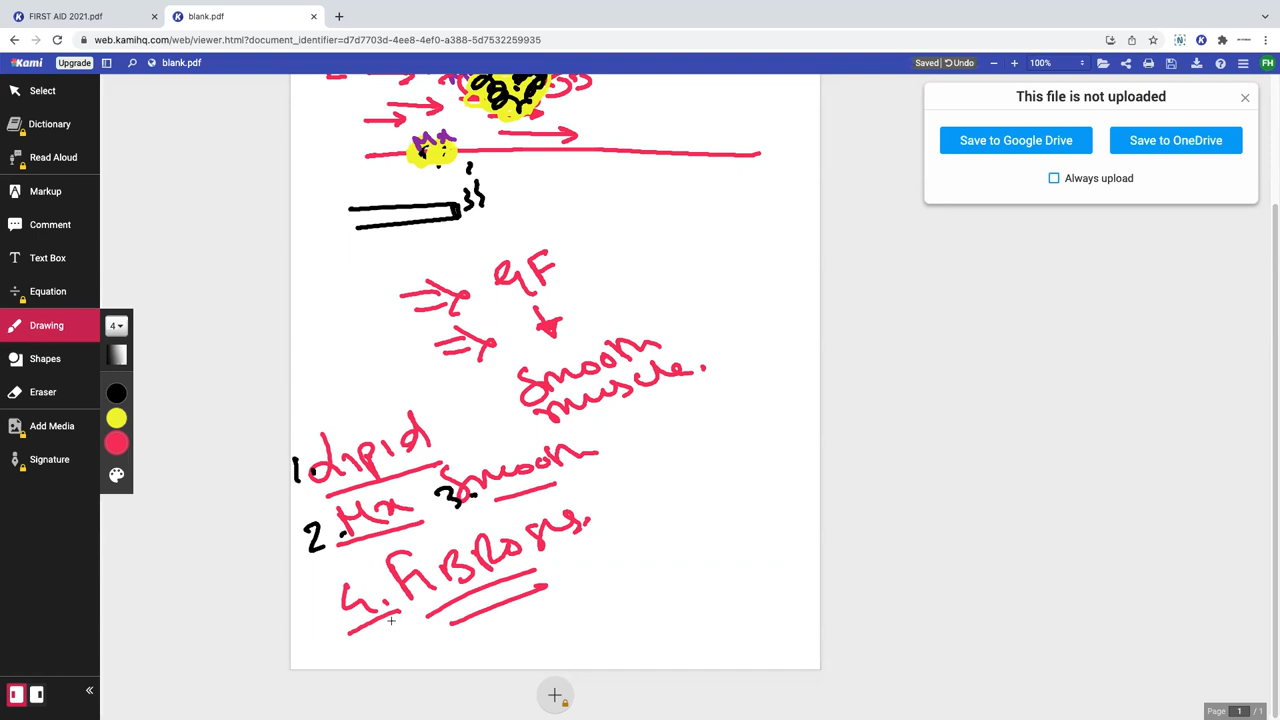 FIRST AID 2021.pdf
blank.pdf
web.kamihq.com/web/viewer.html?document_identifier=d7d7703d-4ee8-4ef0-a388-5d7532259935
Kami
Upgrade
blank.pdf
Saved Undo
100%
FH
Select
Dictionary
Read Aloud
Markup
Comment
Text Box
Equation
Drawing
Shapes
Eraser
Add Media
Signature
4
This file is not uploaded
Save to Google Drive
Save to OneDrive
Always upload
MX
GF
Smooth
muscle.
1. Lipid
2. Mx
3. Smooth
4. FiBRosis.
Page 1 / 1